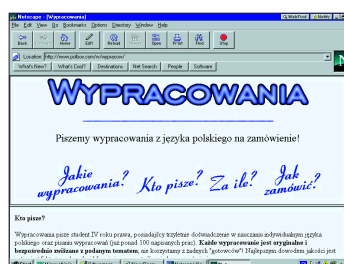 Netscape - [Wypracowania]
File Edit View Go Bookmarks Options Directory Window Help
Back Home Edit Reload Open Print Find Stop
Location: http://www.polbox.com/w/wypracow/
What's New? What's Cool? Destinations Net Search People Software
WYPRACOWANIA
Piszemy wypracowania z języka polskiego na zamówienie!
Jakie wypracowania? Kto pisze? Za ile? Jak zamówić?
Kto pisze?
Wypracowania pisze student IV roku prawa, posiadający trzyletnie doświadczenie w nauczaniu indywidualnym języka
polskiego oraz pisaniu wypracowań (już ponad 100 napisanych prac). Każde wypracowanie jest oryginalne i
bezpośrednio związane z podanym tematem, nie korzystamy z żadnych "gotowców"! Najlepszym dowodem jakości jest